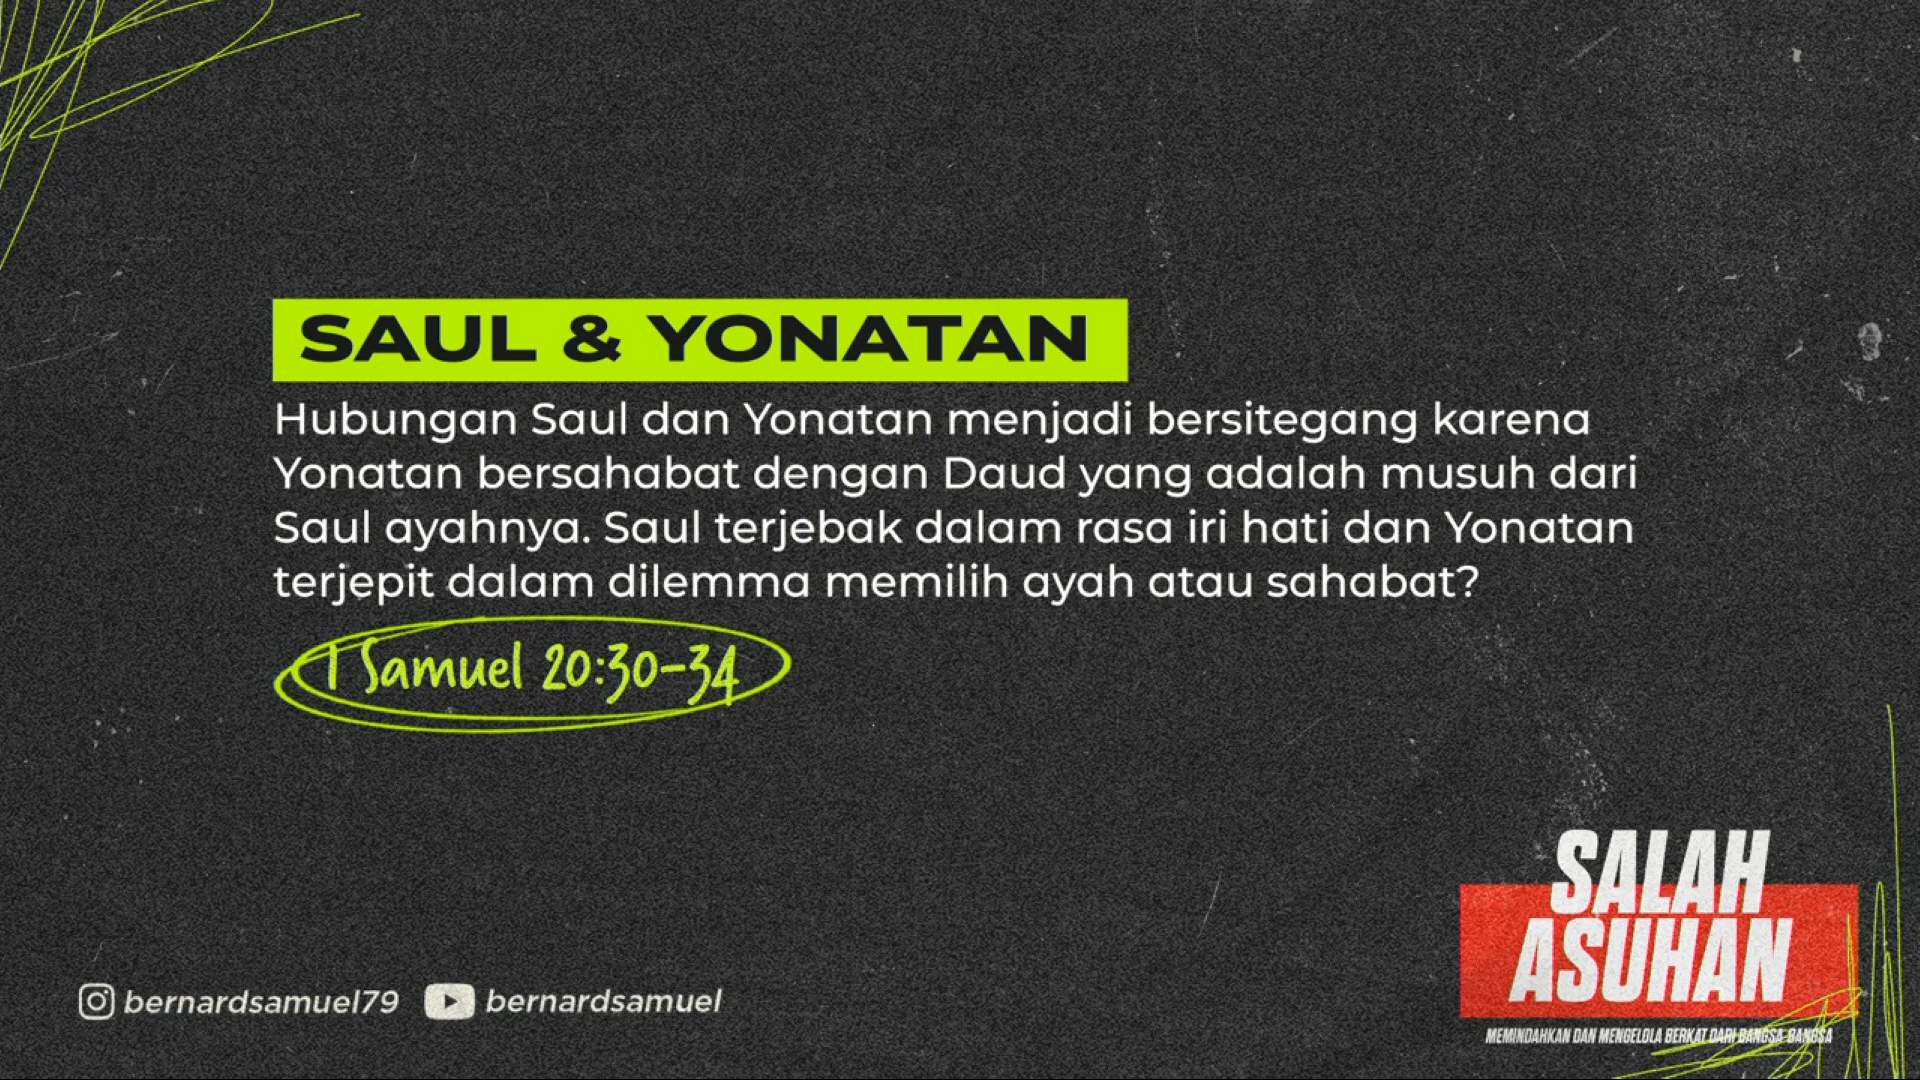 SAUL & YONATAN
Hubungan Saul dan Yonatan menjadi bersitegang karena
Yonatan bersahabat dengan Daud yang adalah musuh dari
Saul ayahnya. Saul terjebak dalam rasa iri hati dan Yonatan
terjepit dalam dilemma memilih ayah atau sahabat?
1 Samuel 20:30-34
SALAH
ASUHAN
MEMINDAHKAN DAN MENGELOLA BERKAT DARI BANGSA BANGSA
bernardsamuel79 bernardsamuel